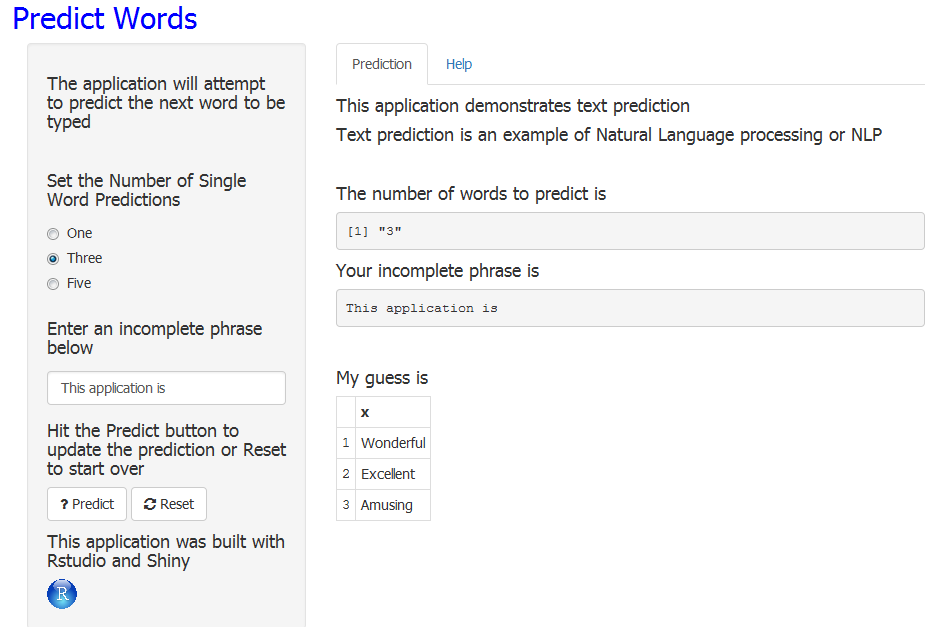 Predict Words
The application will attempt
to predict the next word to be
typed
Set the Number of Single
Word Predictions
One
Three
Five
Enter an incomplete phrase
below
This application is
Hit the Predict button to
update the prediction or Reset
to start over
? Predict
Reset
This application was built with
Rstudio and Shiny
R
Prediction
Help
This application demonstrates text prediction
Text prediction is an example of Natural Language processing or NLP
The number of words to predict is
[1] "3"
Your incomplete phrase is
This application is
My guess is
x
1 Wonderful
2 Excellent
3 Amusing